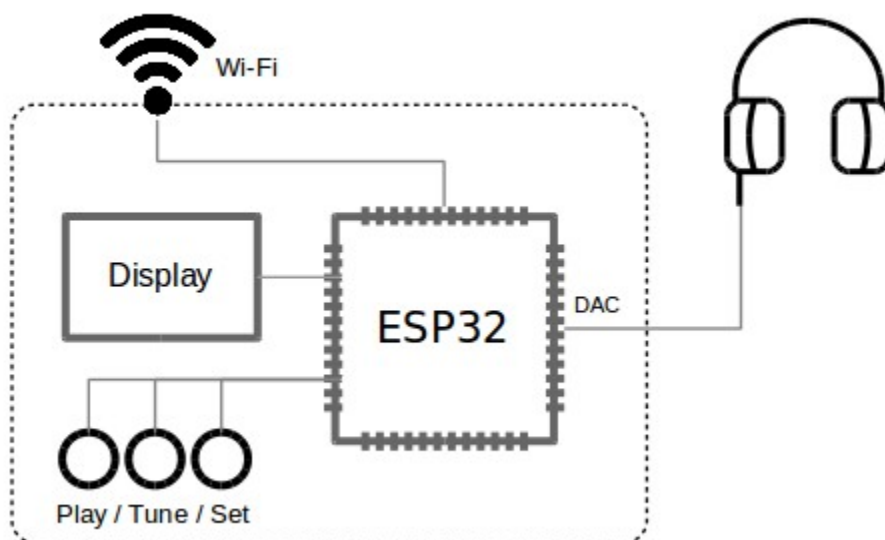 Wi-Fi
Display
ESP32
DAC
Play / Tune / Set